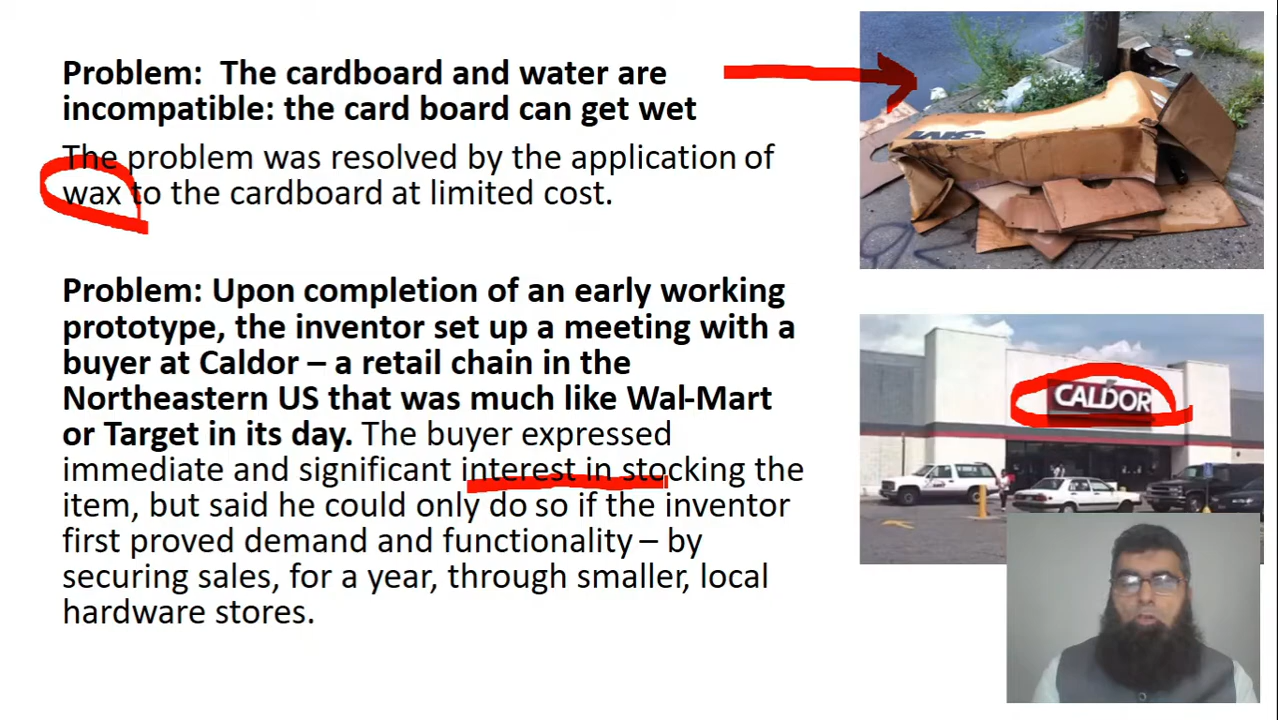 Problem:  The cardboard and water are
incompatible: the card board can get wet
The problem was resolved by the application of
wax to the cardboard at limited cost.
Problem: Upon completion of an early working
prototype, the inventor set up a meeting with a
buyer at Caldor – a retail chain in the
Northeastern US that was much like Wal-Mart
or Target in its day. The buyer expressed
immediate and significant interest in stocking the
item, but said he could only do so if the inventor
first proved demand and functionality – by
securing sales, for a year, through smaller, local
hardware stores.
3M
CALDOR